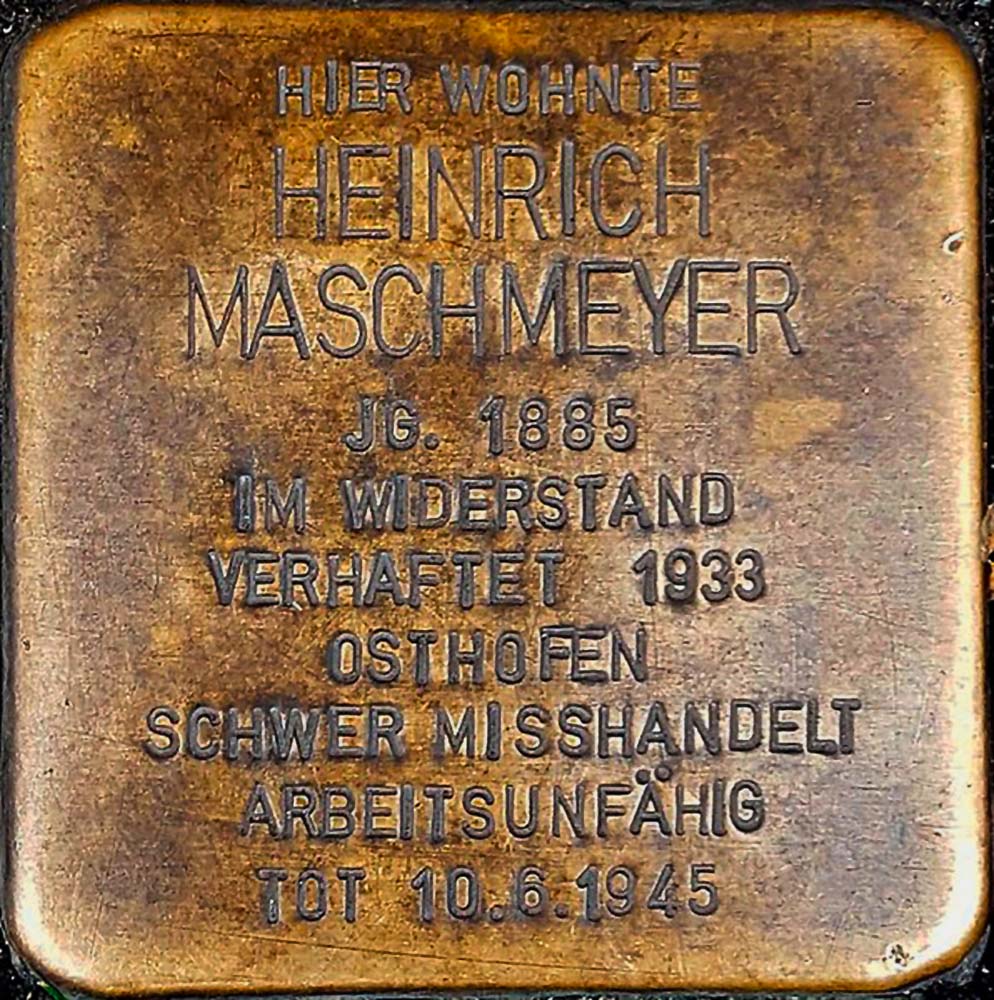 HIER WOHNTE
HEINRICH
MASCHMEYER
JG. 1885
IM WIDERSTAND
VERHAFTET 1933
OSTHOFEN
SCHWER MISSHANDELT
ARBEITSUNFÄHIG
TOT 10.6.1945